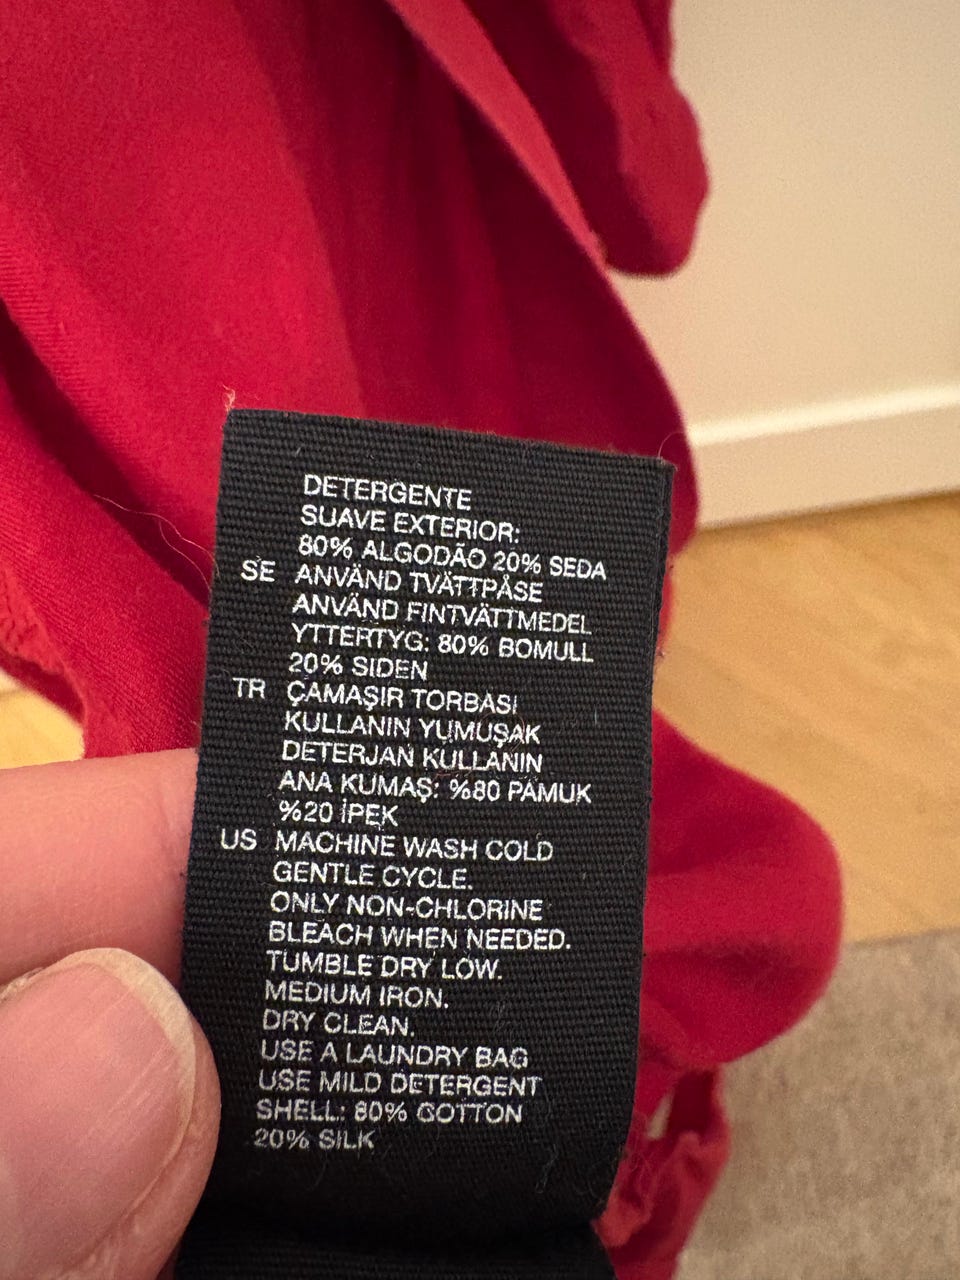 DETERGENTE
SUAVE EXTERIOR:
80% ALGODÃO 20% SEDA
SE ANVÄND TVÄTTPÅSE
ANVÄND FINTVÄTTMEDEL
YTTERTYG: 80% BOMULL
20% SIDEN
TR ÇAMAŞIR TORBASI
KULLANIN YUMUŞAK
DETERJAN KULLANIN
ANA KUMAŞ: %80 PAMUK
%20 İPEK
US MACHINE WASH COLD
GENTLE CYCLE.
ONLY NON-CHLORINE
BLEACH WHEN NEEDED.
TUMBLE DRY LOW.
MEDIUM IRON.
DRY CLEAN.
USE A LAUNDRY BAG
USE MILD DETERGENT
SHELL: 80% COTTON
20% SILK